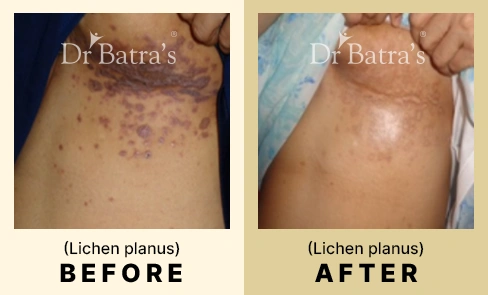 Dr Batra's®
(Lichen planus)
BEFORE
Dr Batra's®
(Lichen planus)
AFTER